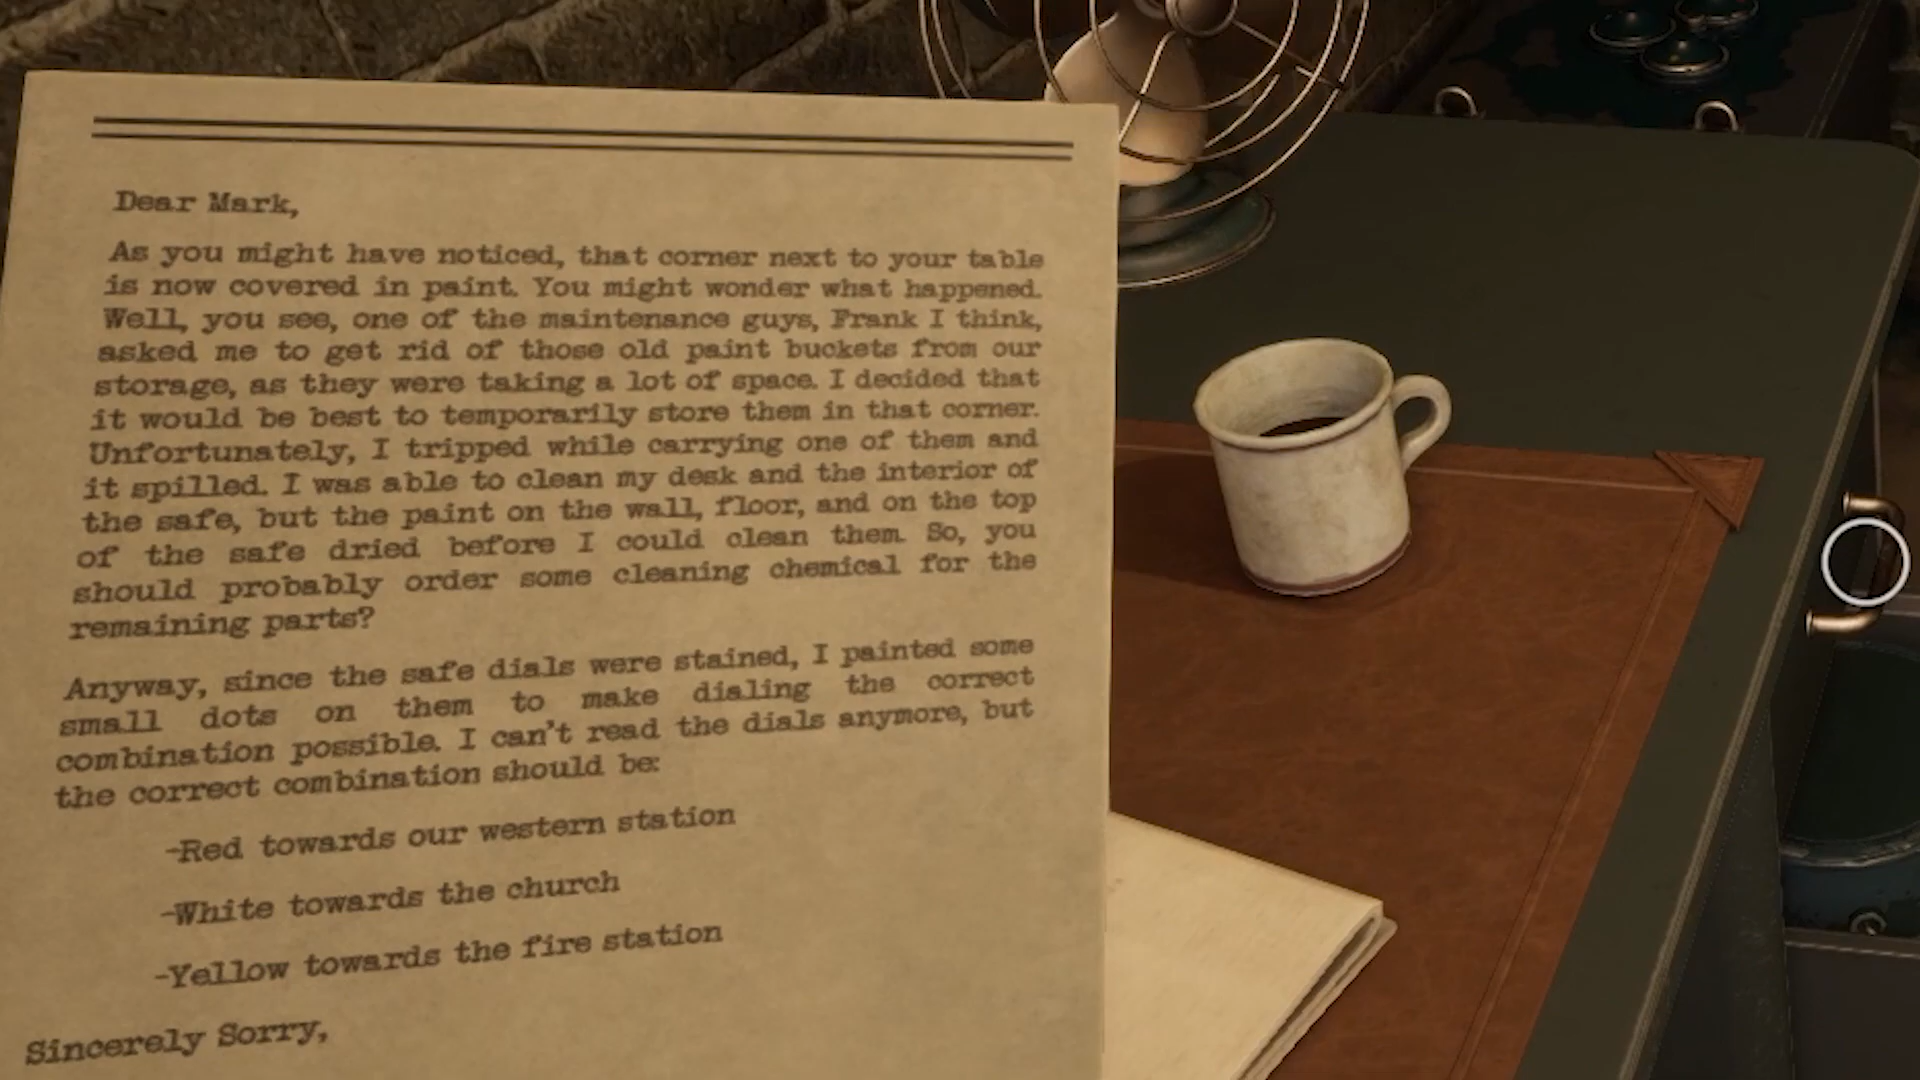 Dear Mark,
As you might have noticed, that corner next to your table
is now covered in paint. You might wonder what happened.
Well, you see, one of the maintenance guys, Frank I think,
asked me to get rid of those old paint buckets from our
storage, as they were taking a lot of space. I decided that
it would be best to temporarily store them in that corner.
Unfortunately, I tripped while carrying one of them and
it spilled. I was able to clean my desk and the interior of
the safe, but the paint on the wall, floor, and on the top
of the safe dried before I could clean them. So, you
should probably order some cleaning chemical for the
remaining parts?
Anyway, since the safe dials were stained, I painted some
small dots on them to make dialing the correct
combination possible. I can't read the dials anymore, but
the correct combination should be:
-Red towards our western station
-White towards the church
-Yellow towards the fire station
Sincerely Sorry,